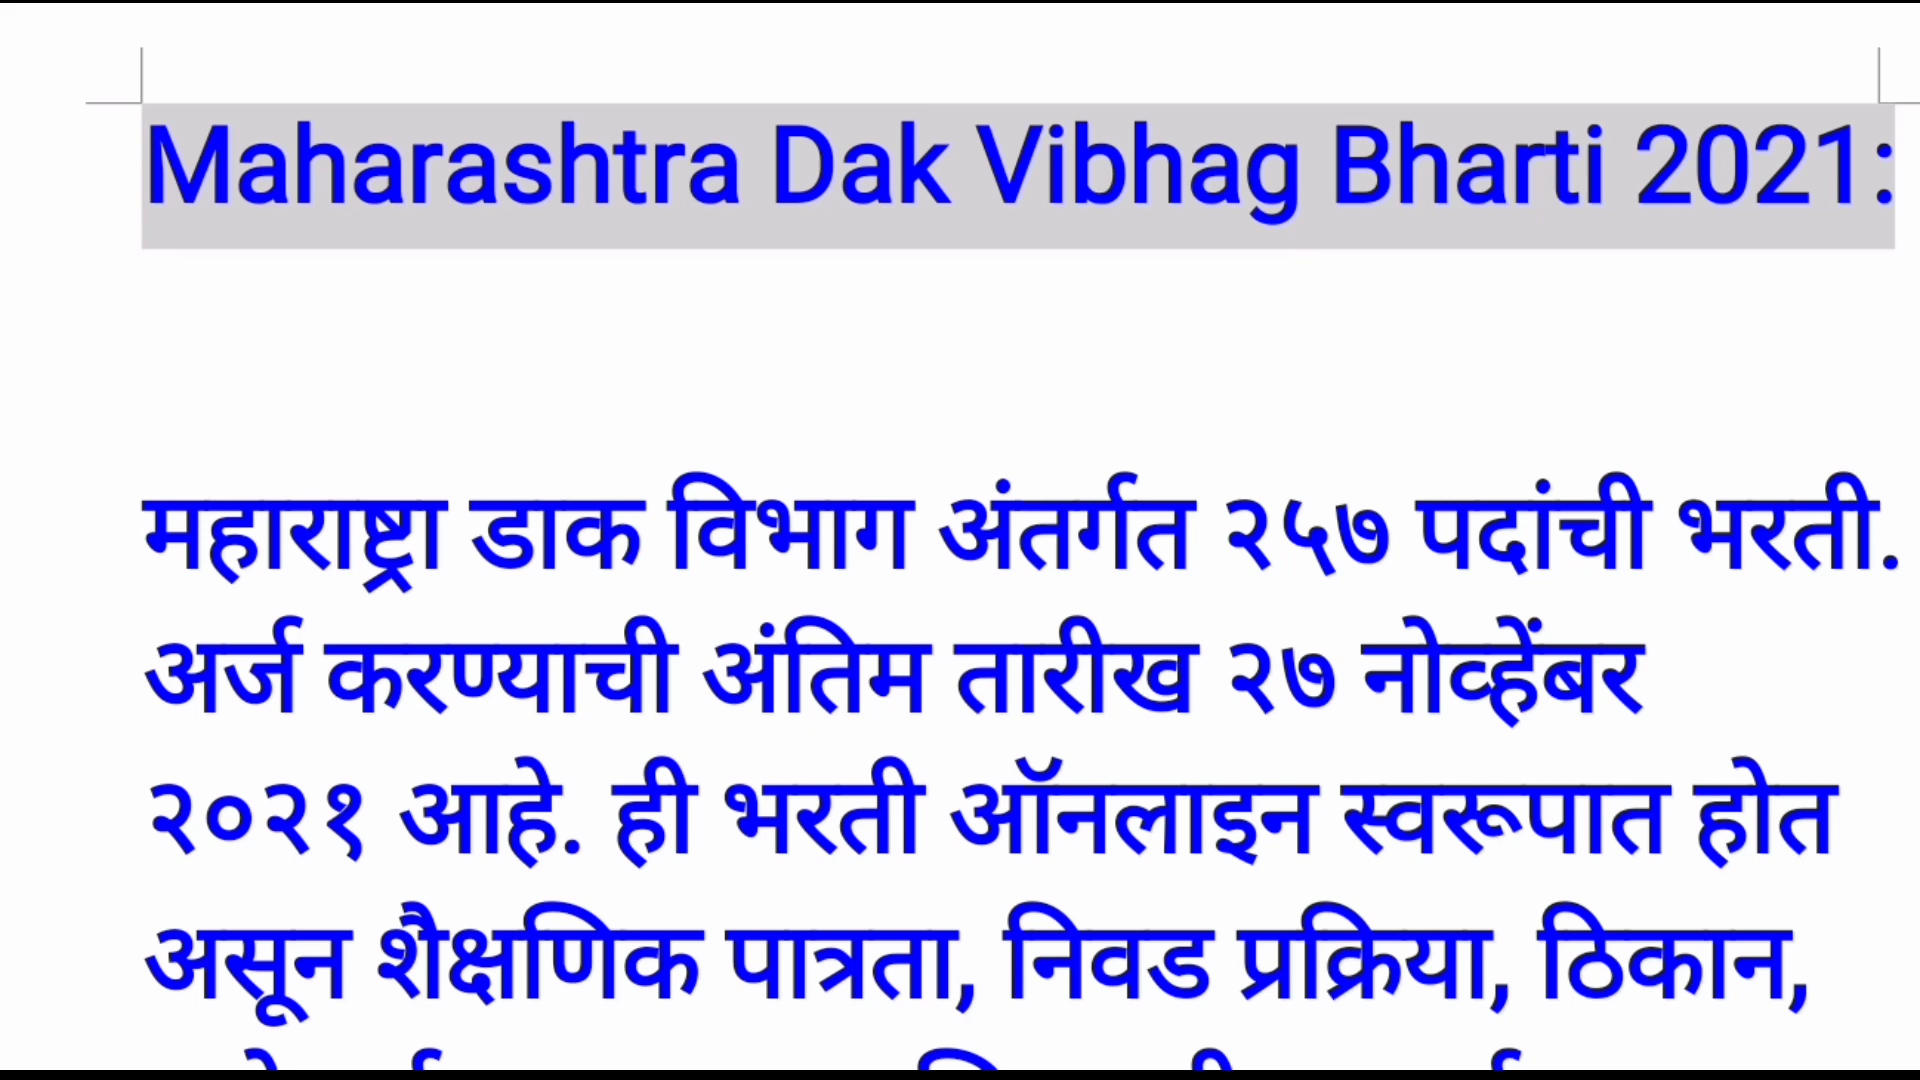 Maharashtra Dak Vibhag Bharti 2021:
महाराष्ट्रा डाक विभाग अंतर्गत २५७ पदांची भरती.
अर्ज करण्याची अंतिम तारीख २७ नोव्हेंबर
२०२१ आहे. ही भरती ऑनलाइन स्वरूपात होत
असून शैक्षणिक पात्रता, निवड प्रक्रिया, ठिकान,